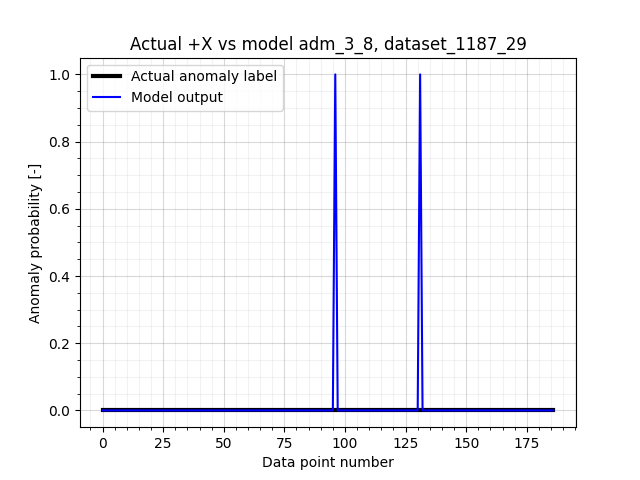 Actual +X vs model adm_3_8, dataset_1187_29
Actual anomaly label
Model output
Anomaly probability [-]
1.0
0.8
0.6
0.4
0.2
0.0
0 25 50 75 100 125 150 175
Data point number